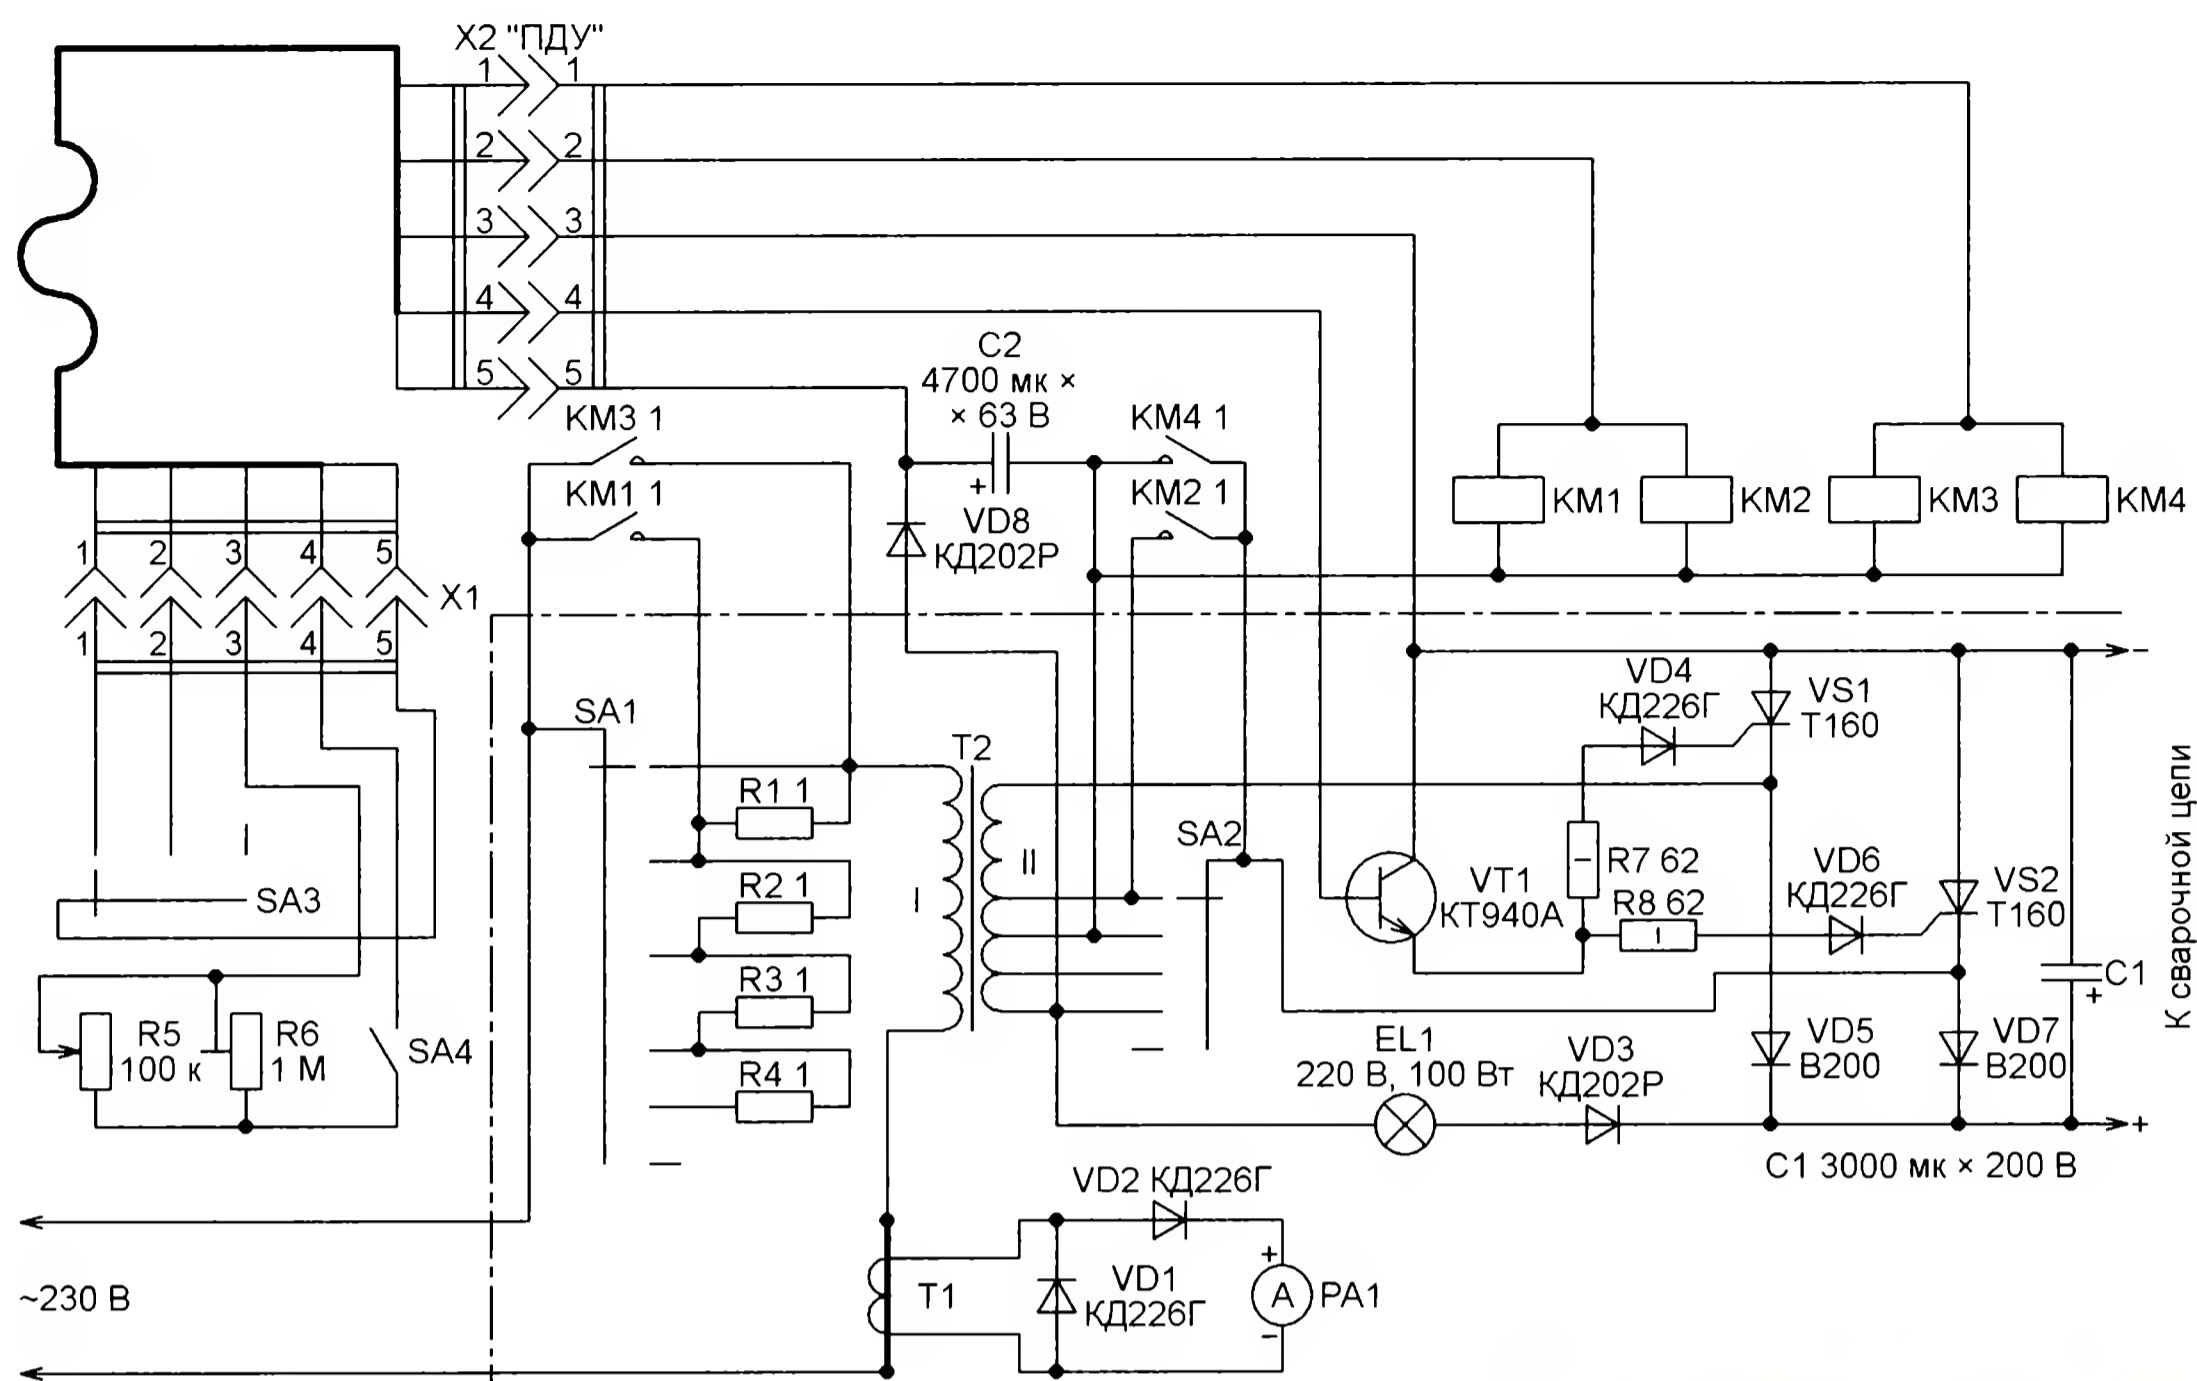 X2 "ПДУ"
1 1
2 2
3 3
4 4
5 5
C2
4700 мк ×
× 63 В
KM3 1
KM4 1
KM1 1
+
KM2 1
KM1
KM2
KM3
KM4
VD8
КД202Р
1 2 3 4 5
X1
1 2 3 4 5
−
VD4
КД226Г
VS1
T160
SA1
T2
R1 1
SA2
II
I
R2 1
SA3
VT1
КТ940А
R7 62
R8 62
VD6
КД226Г
VS2
T160
К сварочной цепи
R3 1
C1
+
R5
100 к
R6
1 М
SA4
R4 1
EL1
220 В, 100 Вт
VD3
КД202Р
VD5
В200
VD7
В200
+
C1 3000 мк × 200 В
VD2 КД226Г
+
~230 В
T1
VD1
КД226Г
A
PA1
−